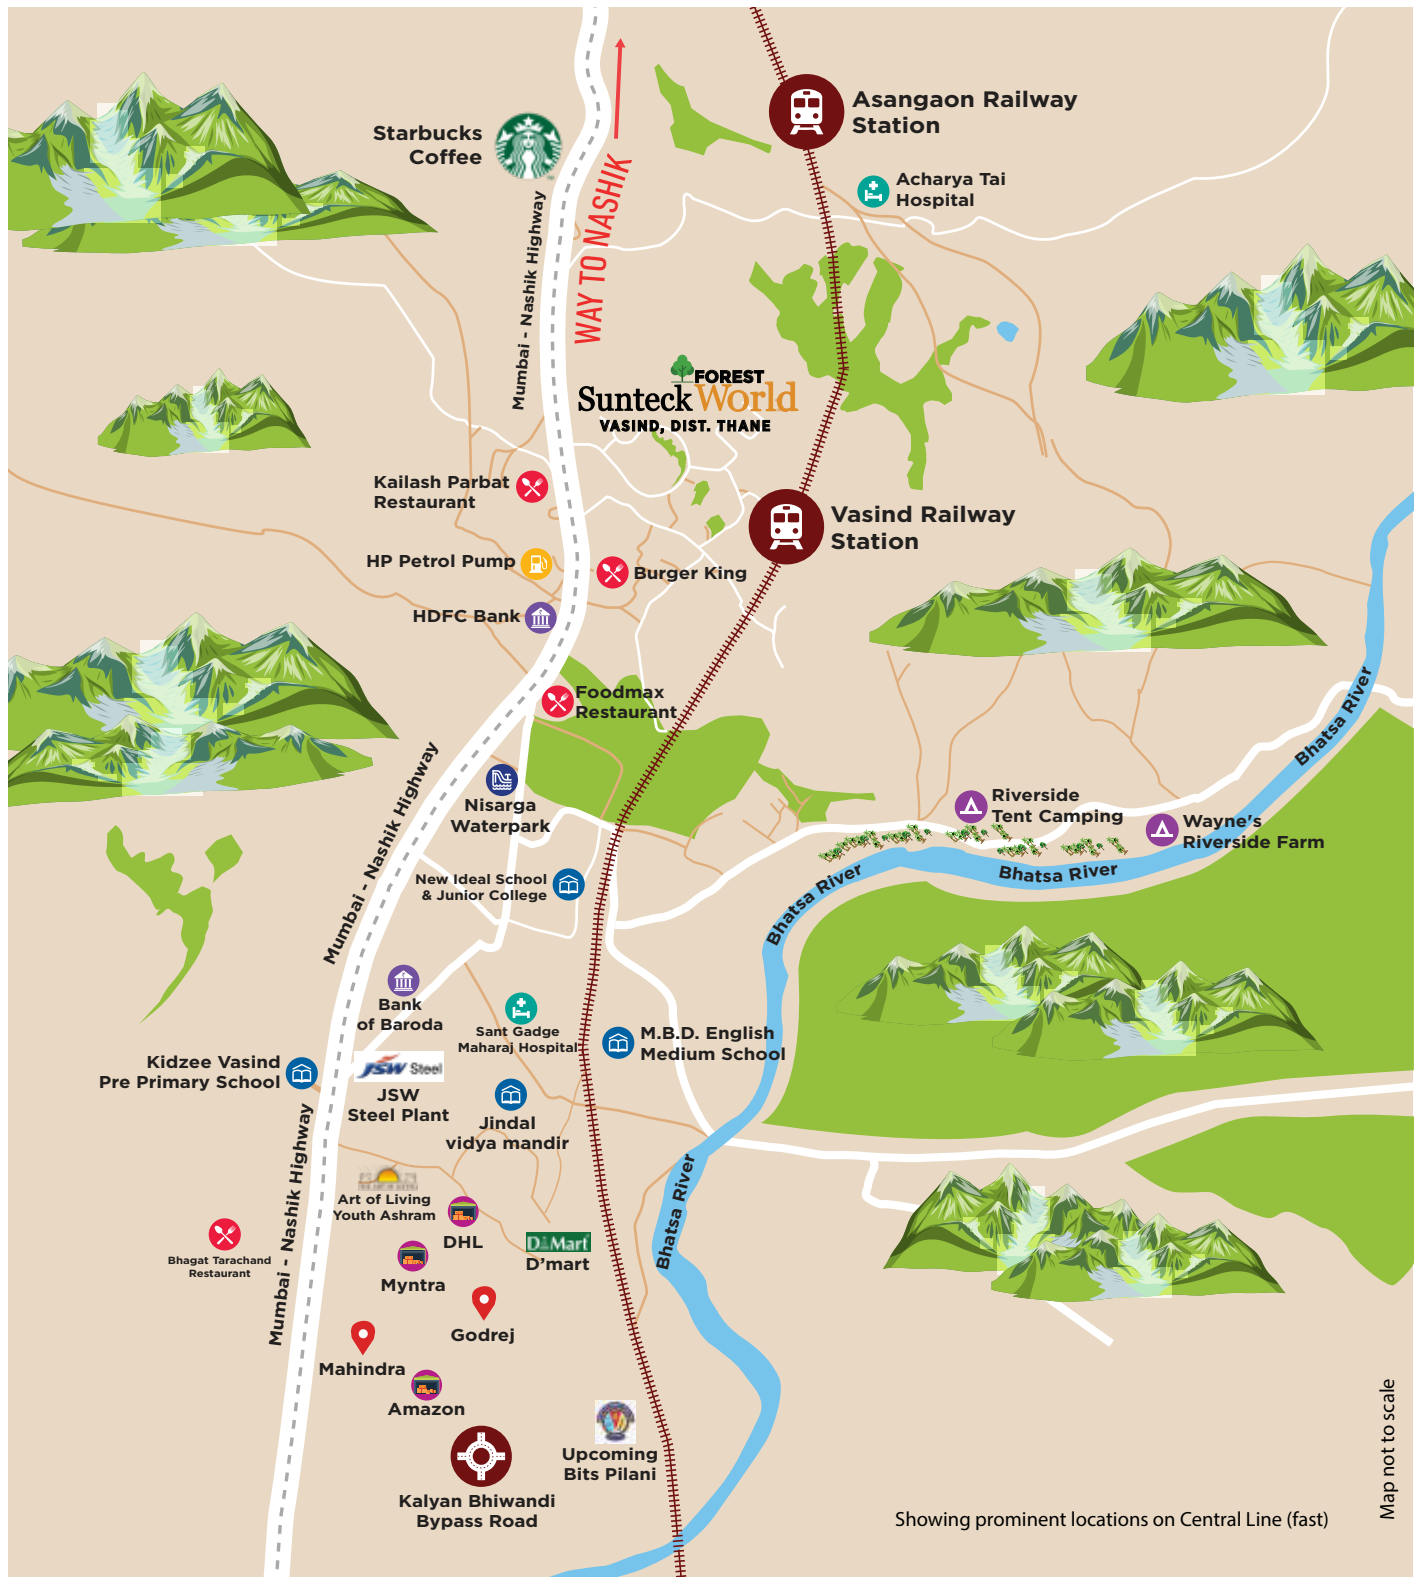 Asangaon Railway
Station
Starbucks
Coffee
WAY TO NASHIK
Acharya Tai
Hospital
Mumbai - Nashik Highway
FOREST
Sunteck World
VASIND, DIST. THANE
Kailash Parbat
Restaurant
Vasind Railway
Station
HP Petrol Pump
Burger King
HDFC Bank
Foodmax
Restaurant
Bhatsa River
Mumbai - Nashik Highway
Nisarga
Waterpark
Riverside
Tent Camping
Wayne's
Riverside Farm
Bhatsa River
Bhatsa River
New Ideal School
& Junior College
Bank
of Baroda
Sant Gadge
Maharaj Hospital
M.B.D. English
Medium School
Kidzee Vasind
Pre Primary School
JSW Steel
JSW
Steel Plant
Jindal
vidya mandir
Mumbai - Nashik Highway
Art of Living
Youth Ashram
Bhatsa River
DHL
D Mart
D'mart
Bhagat Tarachand
Restaurant
Myntra
Godrej
Mahindra
Amazon
Upcoming
Bits Pilani
Kalyan Bhiwandi
Bypass Road
Showing prominent locations on Central Line (fast)
Map not to scale